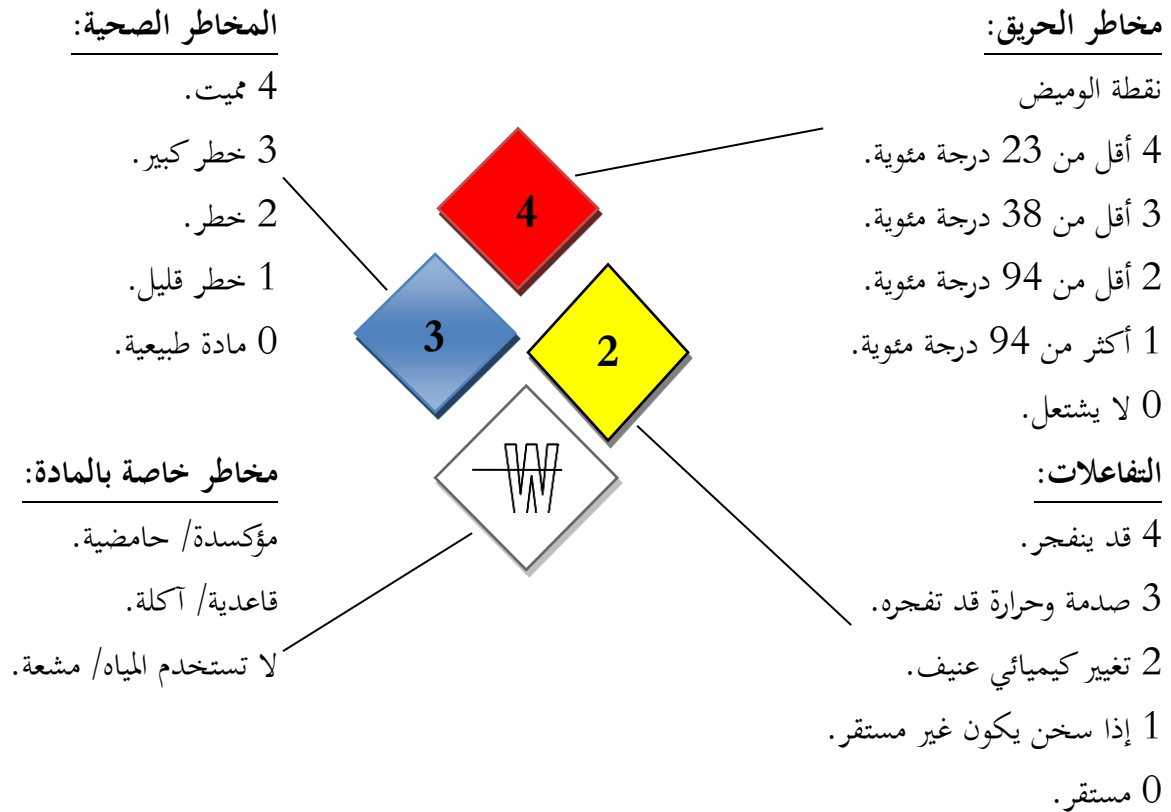 مخاطر الحريق:
نقطة الوميض
4 أقل من 23 درجة مئوية.
3 أقل من 38 درجة مئوية.
2 أقل من 94 درجة مئوية.
1 أكثر من 94 درجة مئوية.
0 لا يشتعل.
التفاعلات:
4 قد ينفجر.
3 صدمة وحرارة قد تفجره.
2 تغيير كيميائي عنيف.
1 إذا سخن يكون غير مستقر.
0 مستقر.
4
3
2
W
المخاطر الصحية:
4 مميت.
3 خطر كبير.
2 خطر.
1 خطر قليل.
0 مادة طبيعية.
مخاطر خاصة بالمادة:
مؤكسدة/ حامضية.
قاعدية/ آكلة.
لا تستخدم المياه/ مشعة.